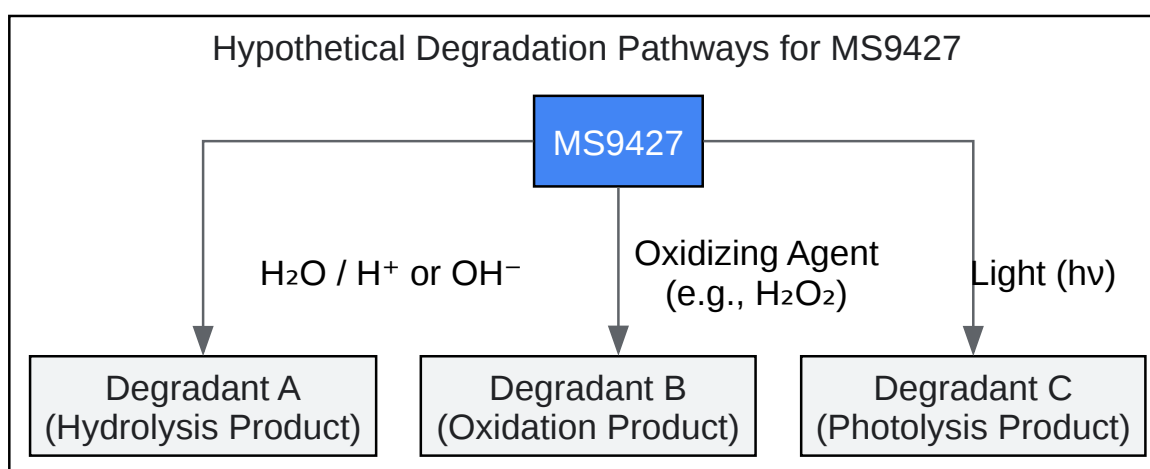 Hypothetical Degradation Pathways for MS9427
MS9427
H₂O / H⁺ or OH⁻
Oxidizing Agent
(e.g., H₂O₂)
Light (hν)
Degradant A
(Hydrolysis Product)
Degradant B
(Oxidation Product)
Degradant C
(Photolysis Product)